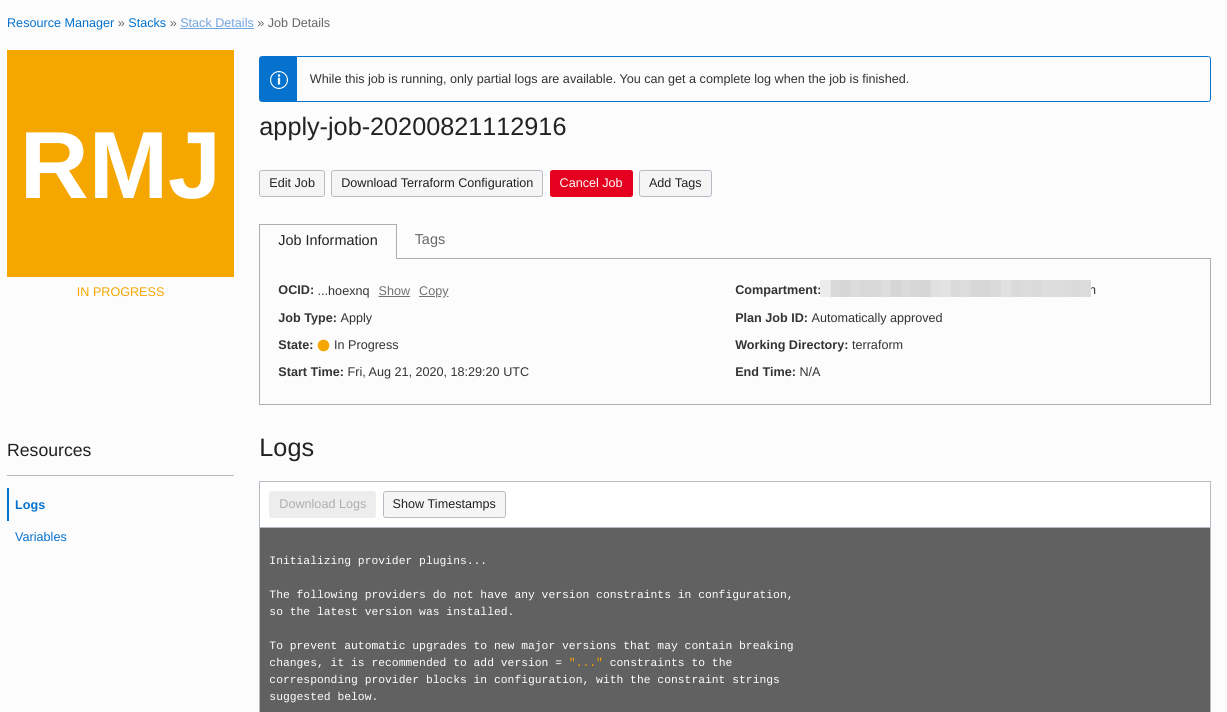 Resource Manager » Stacks » Stack Details » Job Details
RMJ
IN PROGRESS
While this job is running, only partial logs are available. You can get a complete log when the job is finished.
apply-job-20200821112916
Edit Job Download Terraform Configuration Cancel Job Add Tags
Job Information Tags
OCID: ...hoexnq Show Copy
Job Type: Apply
State: In Progress
Start Time: Fri, Aug 21, 2020, 18:29:20 UTC
Compartment:
Plan Job ID: Automatically approved
Working Directory: terraform
End Time: N/A
Resources
Logs
Variables
Logs
Download Logs Show Timestamps
Initializing provider plugins...
The following providers do not have any version constraints in configuration,
so the latest version was installed.
To prevent automatic upgrades to new major versions that may contain breaking
changes, it is recommended to add version = "..." constraints to the
corresponding provider blocks in configuration, with the constraint strings
suggested below.